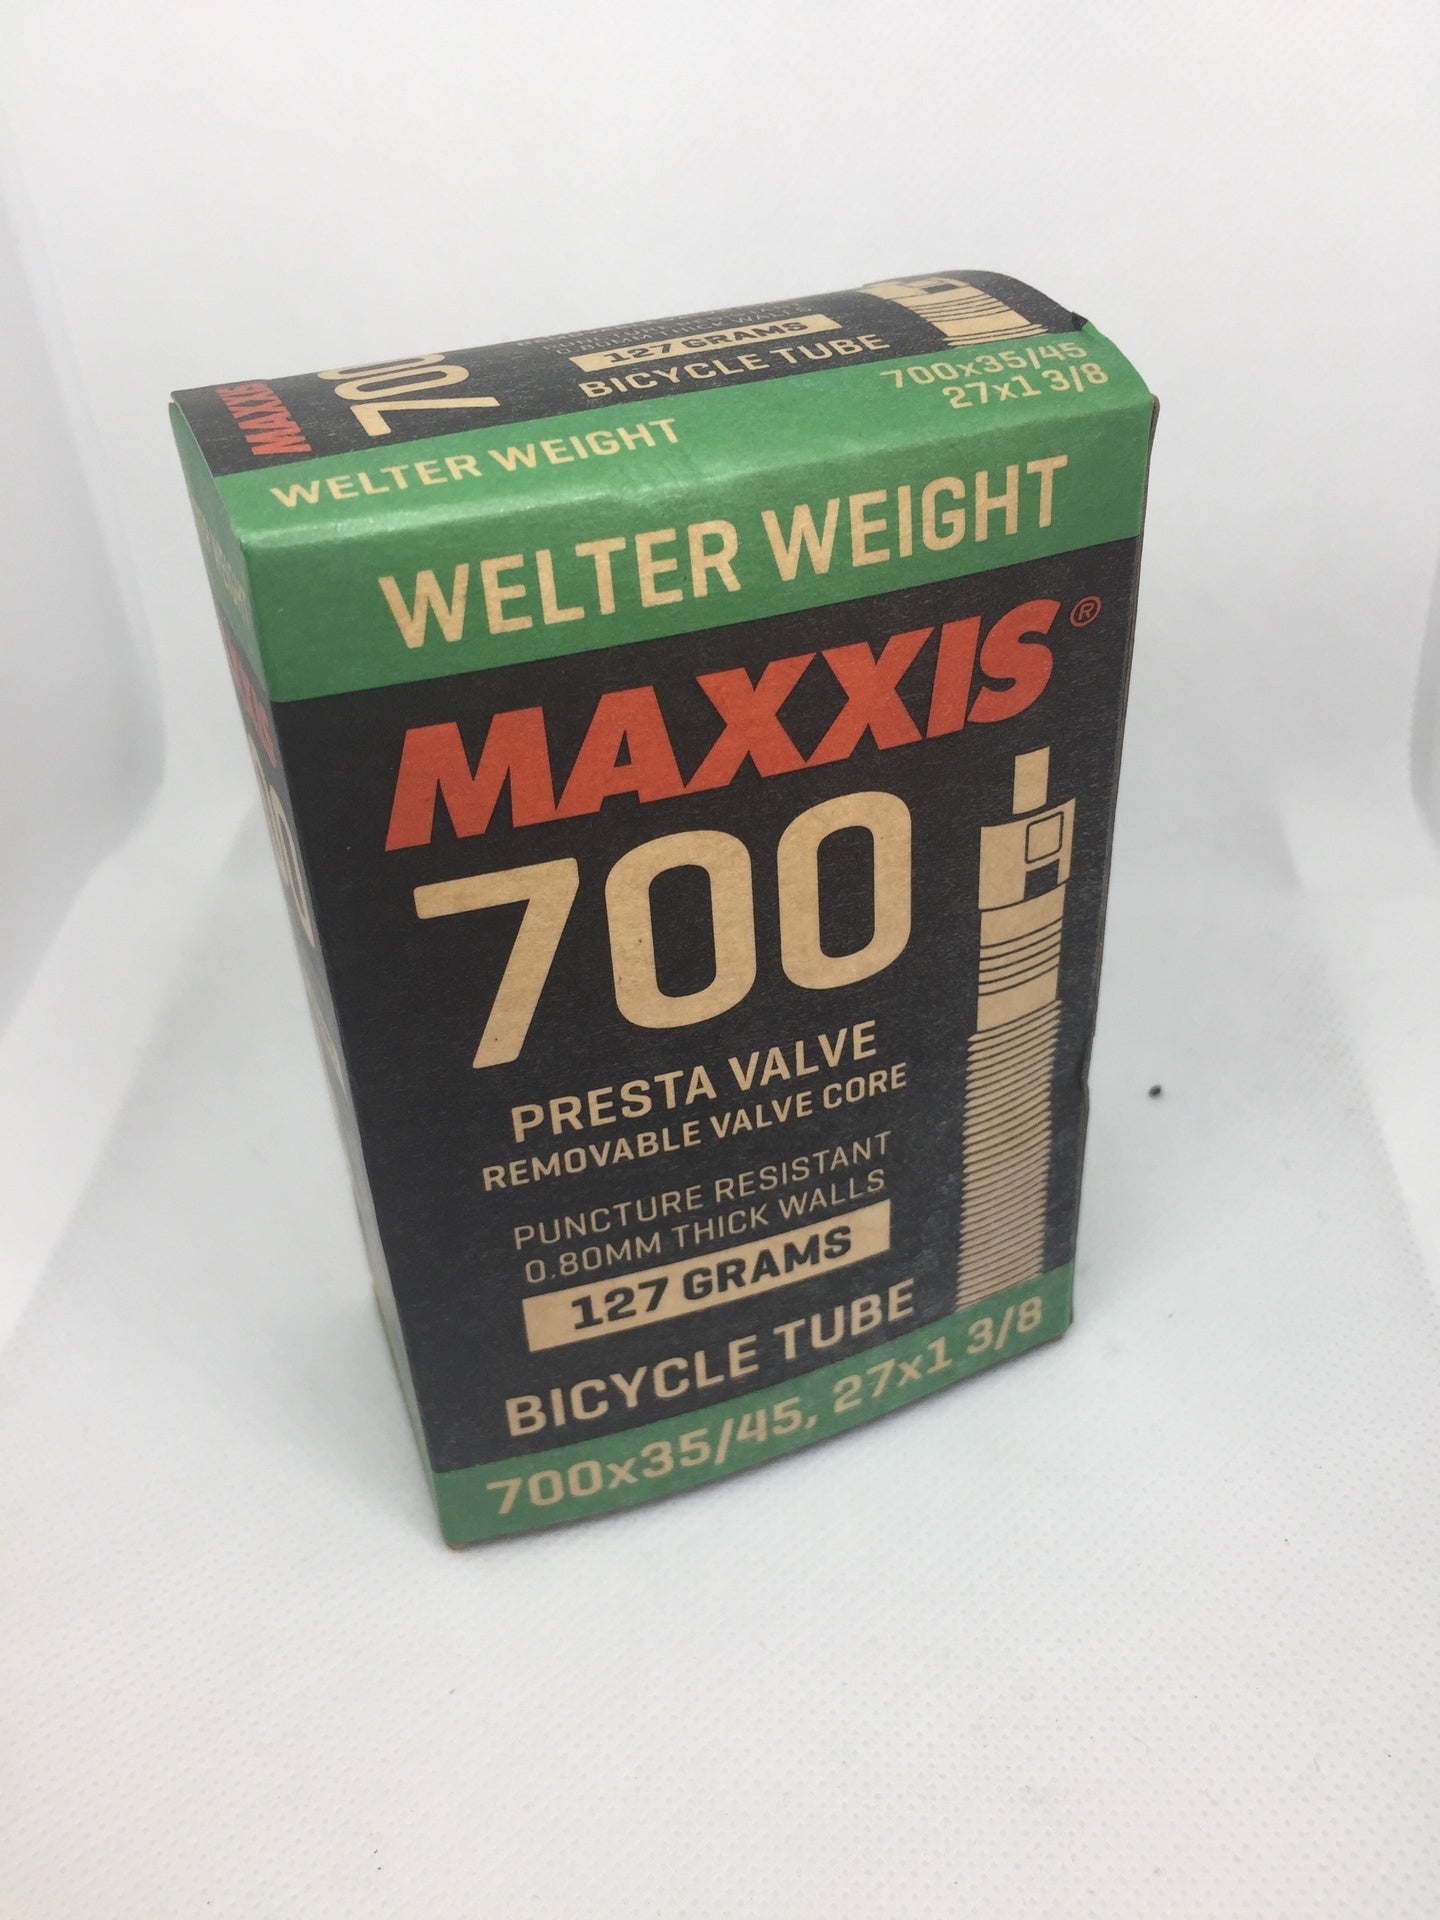 MAXXIS
700
127 GRAMS
BICYCLE TUBE
700x35/45
27x1 3/8
WELTER WEIGHT
WELTER WEIGHT
MAXXIS®
700
PRESTA VALVE
REMOVABLE VALVE CORE
PUNCTURE RESISTANT
0.80MM THICK WALLS
127 GRAMS
BICYCLE TUBE
700x35/45, 27x1 3/8